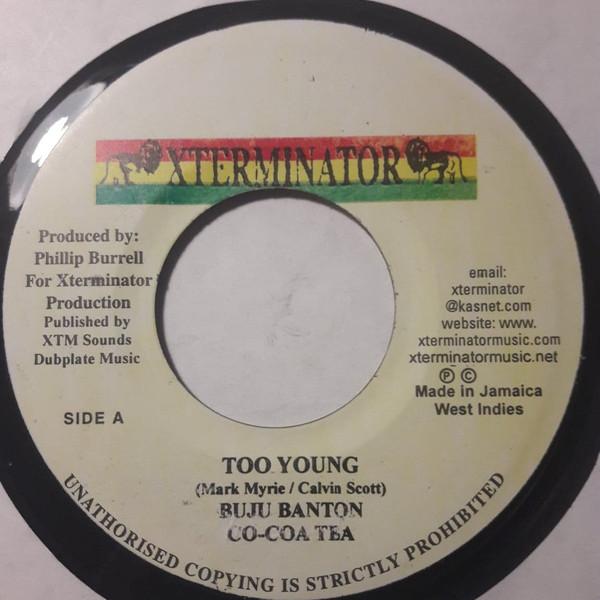 XTERMINATOR
Produced by:
Phillip Burrell
For Xterminator
Production
Published by
XTM Sounds
Dubplate Music
SIDE A
email:
xterminator
@kasnet.com
website: www.
xterminatormusic.com
xterminatormusic.net
Ⓟ ©
Made in Jamaica
West Indies
TOO YOUNG
(Mark Myrie / Calvin Scott)
BUJU BANTON
CO-COA TEA
UNATHORISED COPYING IS STRICTLY PROHIBITED